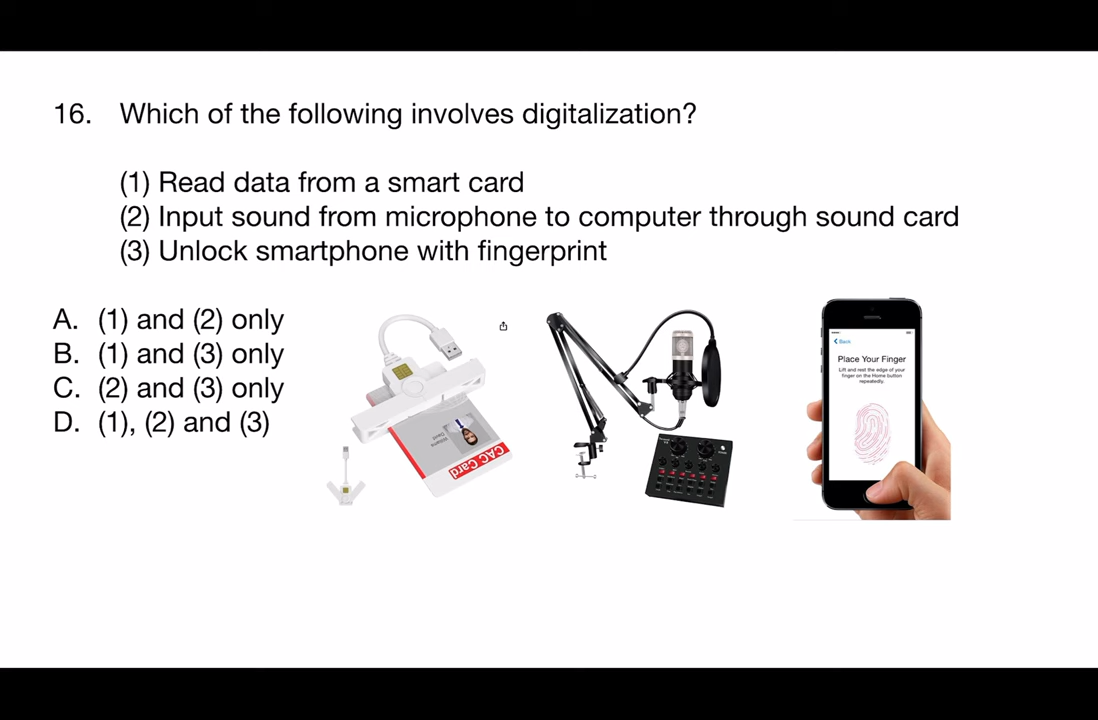 16. Which of the following involves digitalization?
(1) Read data from a smart card
(2) Input sound from microphone to computer through sound card
(3) Unlock smartphone with fingerprint
A. (1) and (2) only
B. (1) and (3) only
C. (2) and (3) only
D. (1), (2) and (3)
Williams
David
CAC Card
Back
Place Your Finger
Lift and rest the edge of your
finger on the Home button
repeatedly.